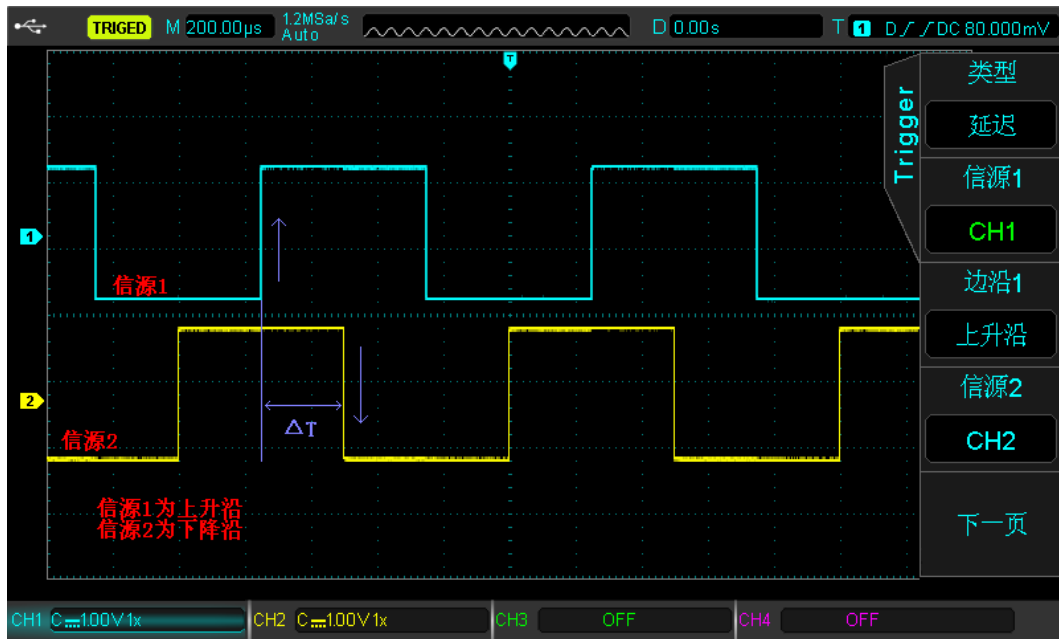 TRIGED M 200.00μs 1.2MSa/s Auto D 0.00s T 1 D DC 80.000mV
T
Trigger
类型
延迟
信源1
CH1
边沿1
上升沿
信源2
CH2
下一页
1
信源1
2
信源2
ΔT
信源1为上升沿
信源2为下降沿
CH1 C 1.00V 1x CH2 C 1.00V 1x CH3 OFF CH4 OFF